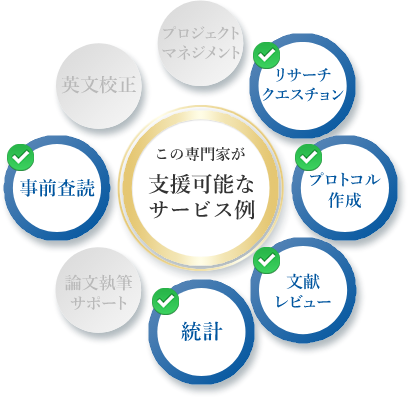 この専門家が
支援可能な
サービス例
プロジェクト
マネジメント
リサーチ
クエスチョン
プロトコル
作成
文献
レビュー
統計
論文執筆
サポート
事前査読
英文校正